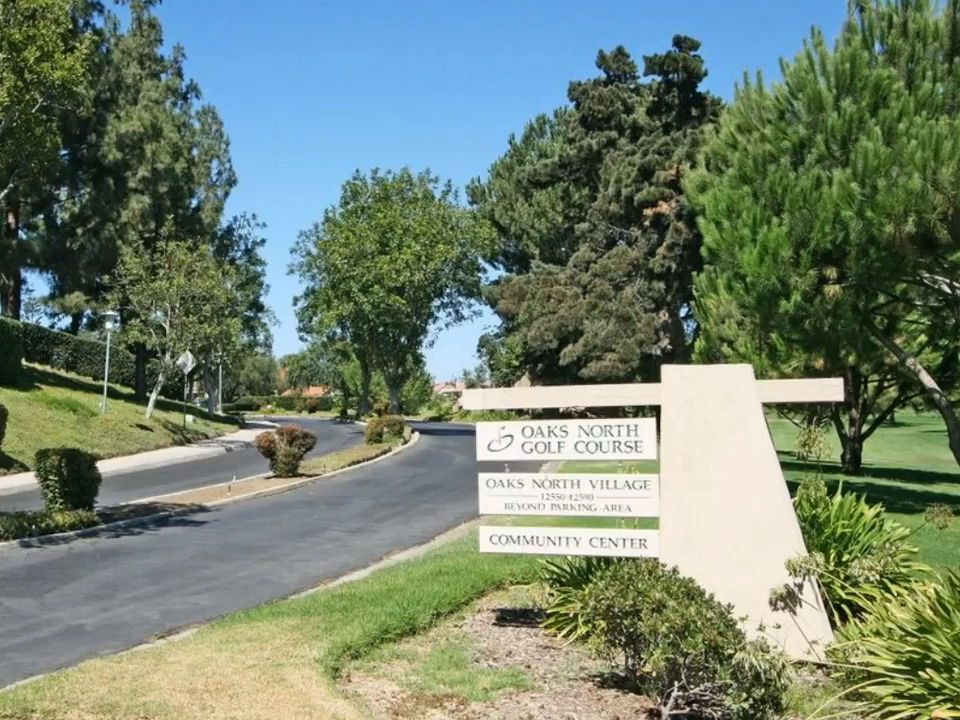 OAKS NORTH
GOLF COURSE
OAKS NORTH VILLAGE
12550-12590
BEYOND PARKING AREA
COMMUNITY CENTER